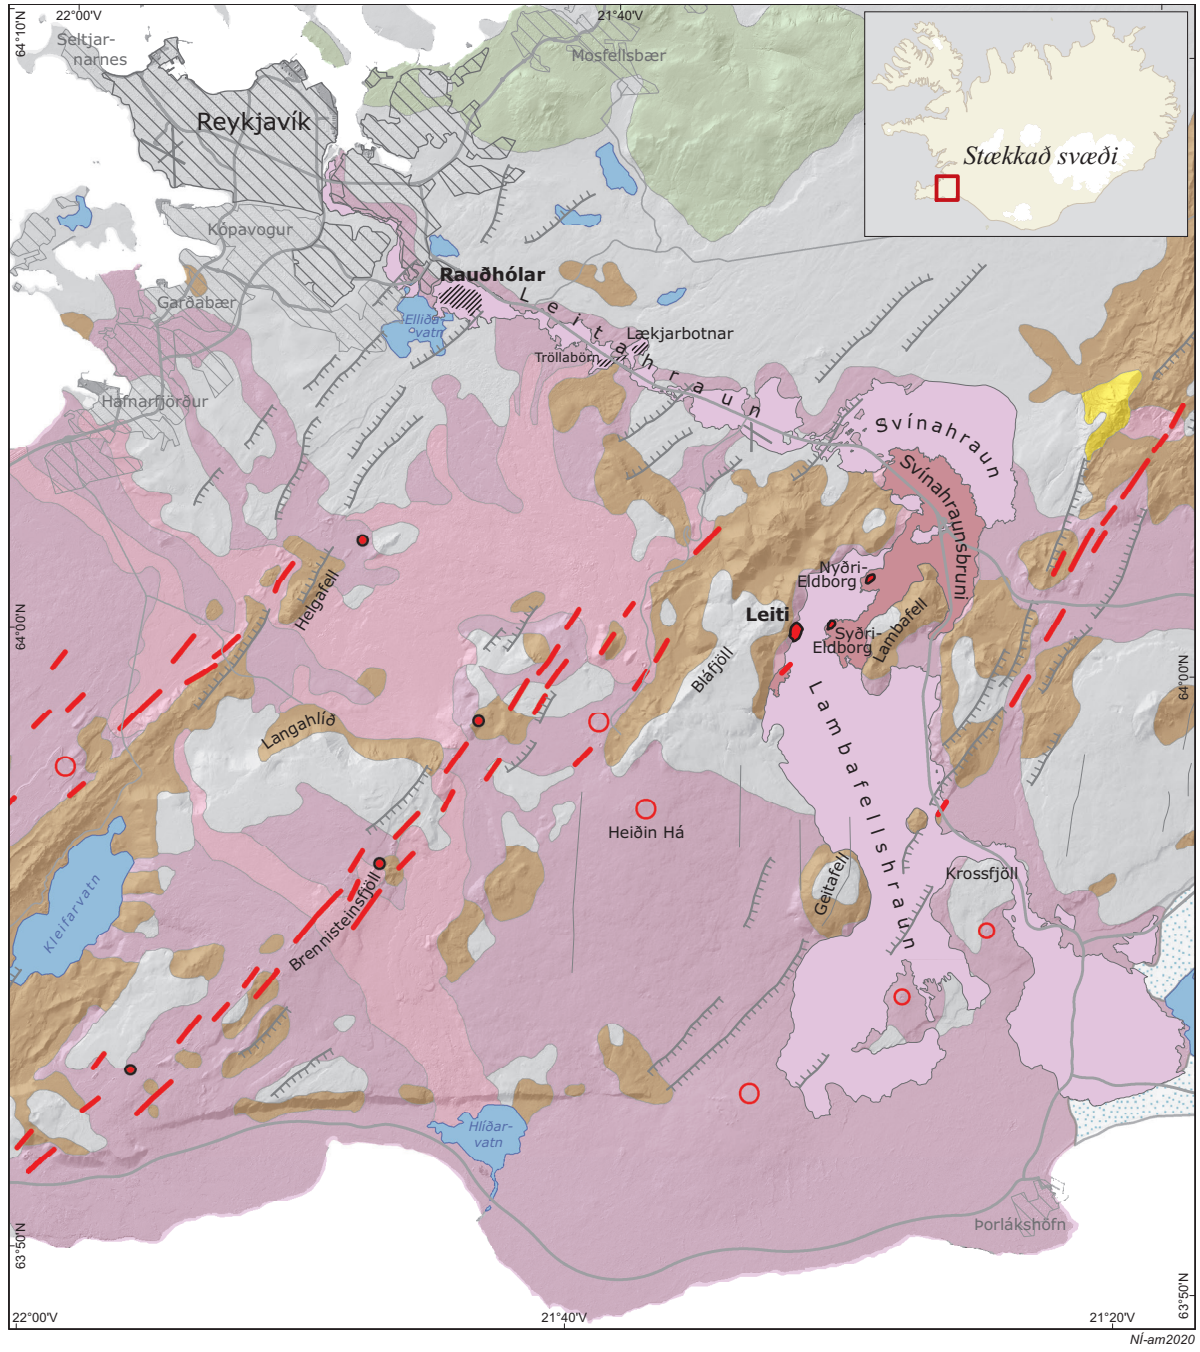 22°00'V
21°40'V
64°10'N
Seltjar-
narnes
Mosfellsbær
Reykjavík
Stækkað svæði
Kópavogur
Rauðhólar
Garðabær
Elliða-
vatn
Leitahraun
Lækjarbotnar
Tröllabörn
Hafnarfjörður
Svínahraun
Svínahraunsbruni
Nyðri-
Eldborg
Helgafell
64°00'N
Leiti
Syðri-
Eldborg
Lambafell
Bláfjöll
64°00'N
Langahlíð
Lambafellshraun
Heiðin Há
Geitafell
Krossfjöll
Kleifarvatn
Brennisteinsfjöll
Hlíðar-
vatn
Þorlákshöfn
63°50'N
63°50'N
22°00'V
21°40'V
21°20'V
NÍ-am2020